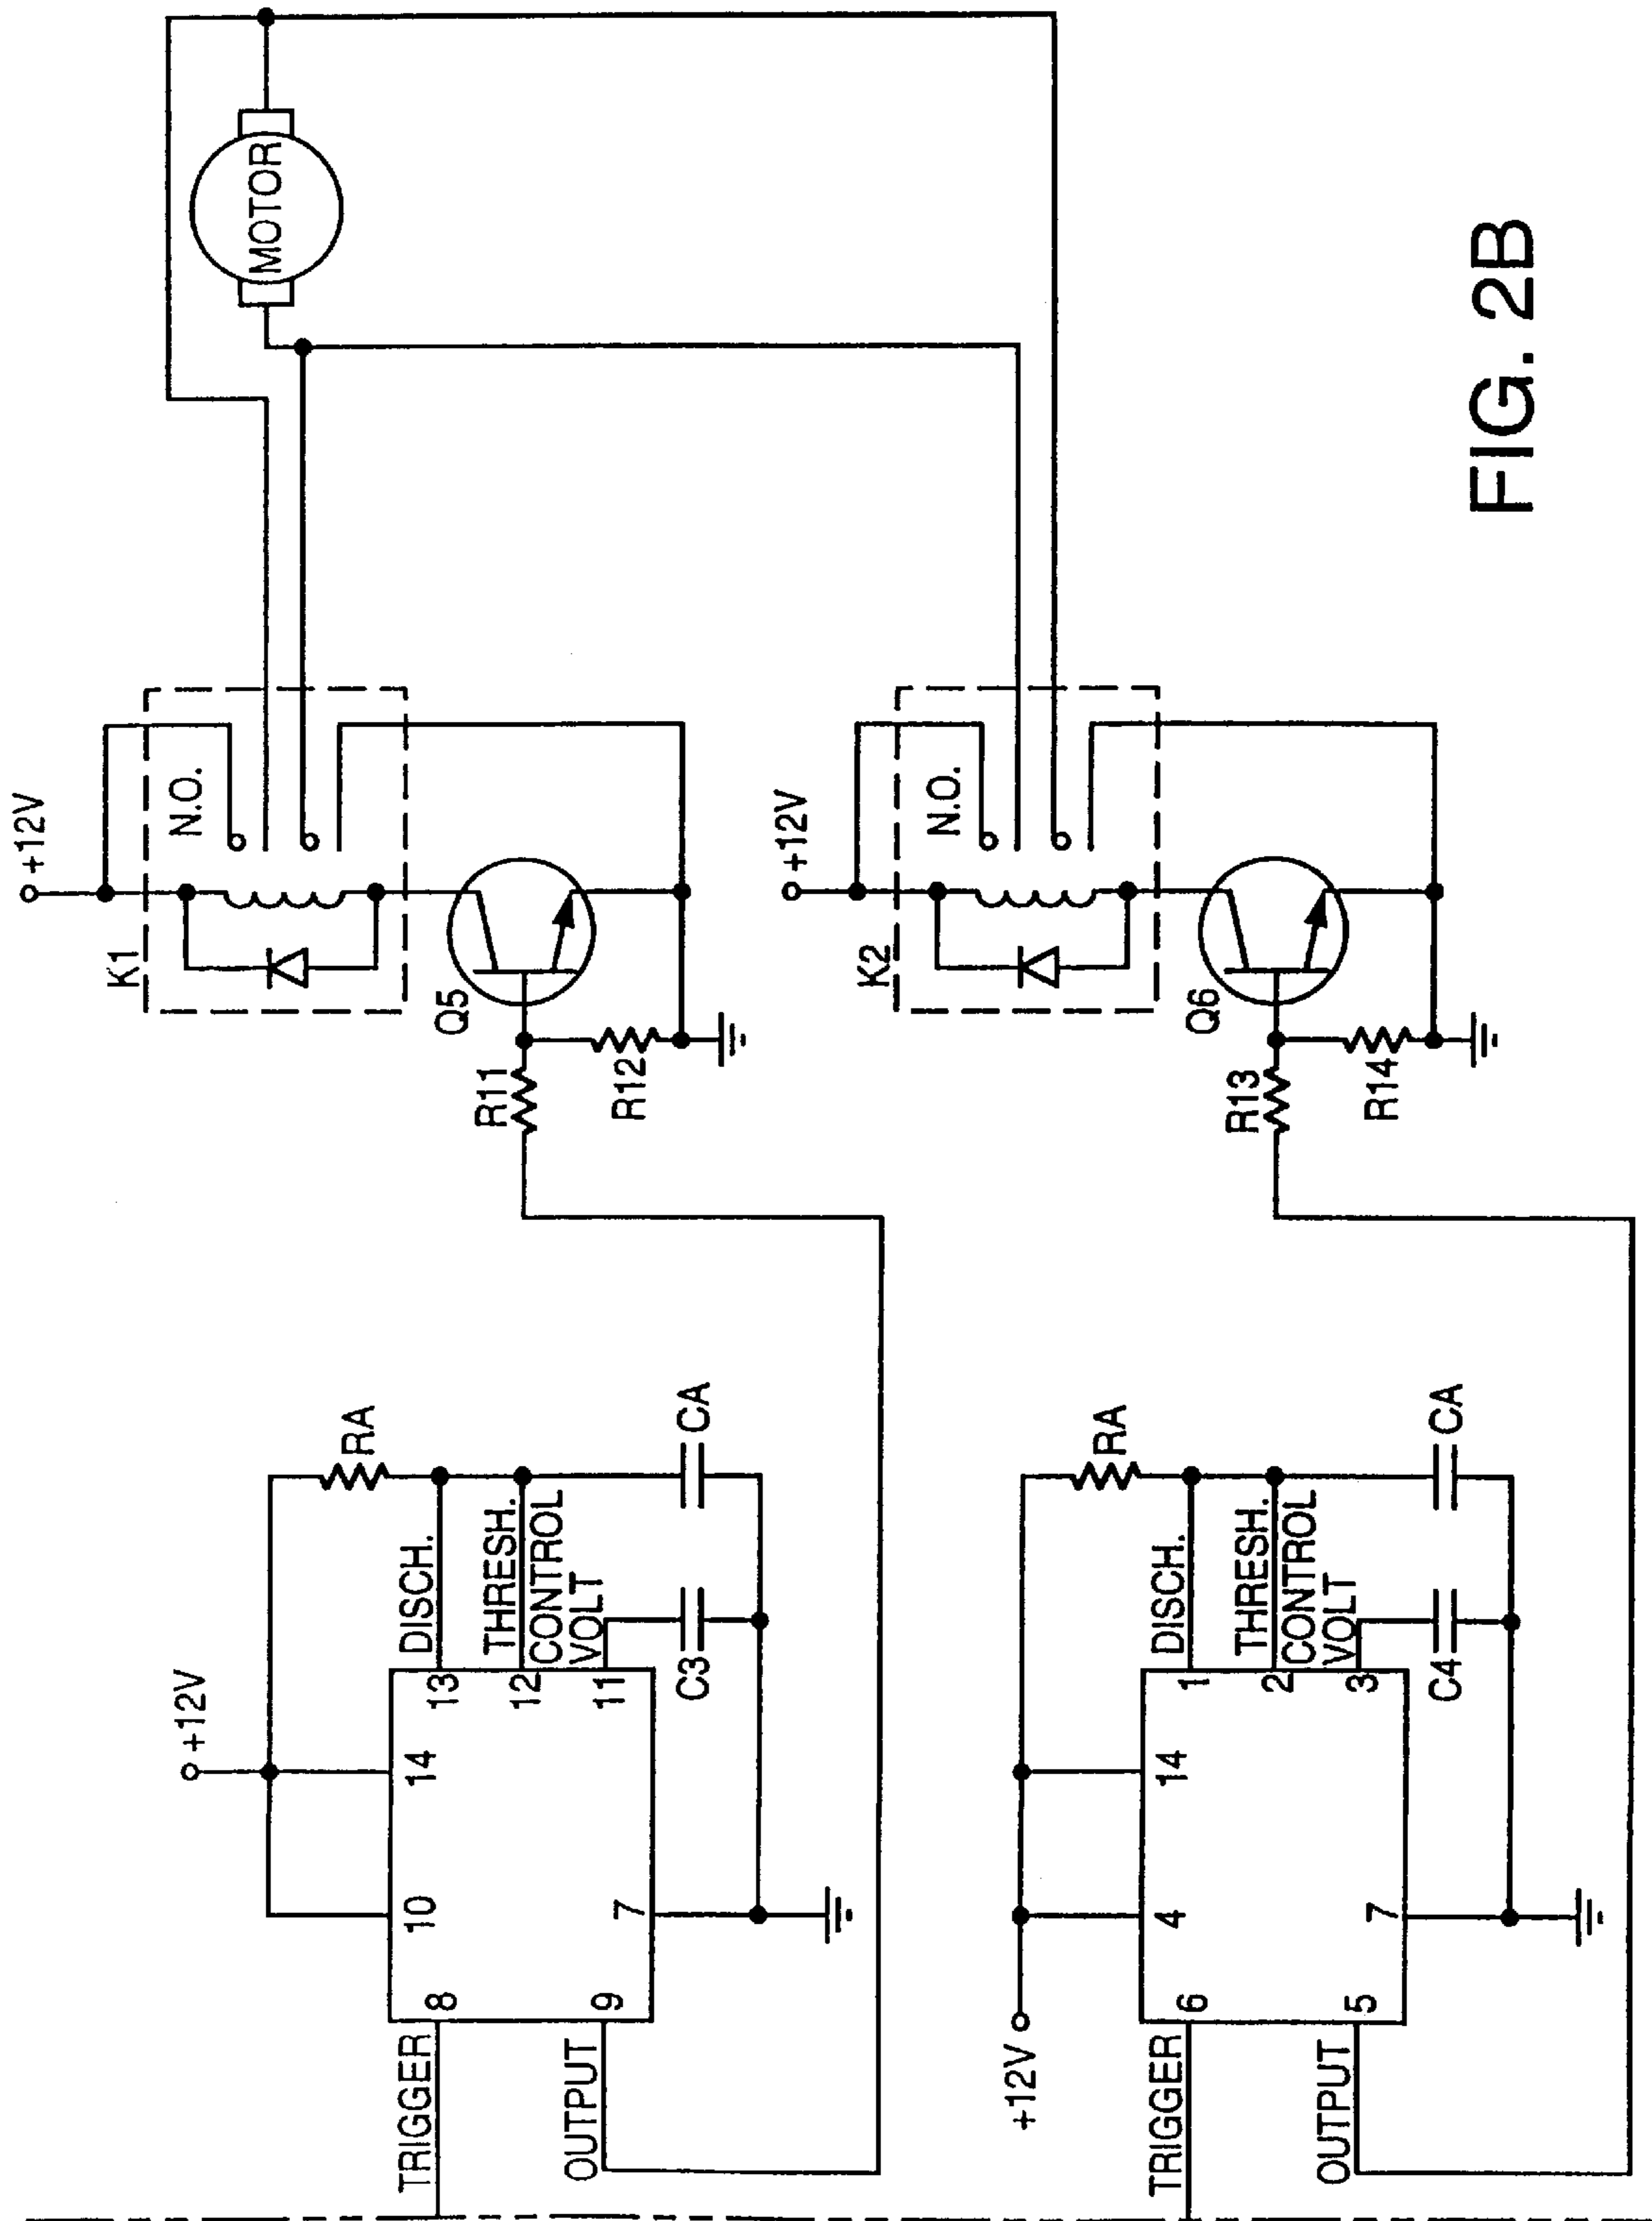 +12V
K1
N.O.
+12V
MOTOR
RA
TRIGGER
8
10
14
13
DISCH.
Q5
R11
12
THRESH.
CONTROL
VOLT
11
OUTPUT
9
7
R12
C3
CA
+12V
K2
N.O.
+12V
RA
TRIGGER
6
4
14
1
DISCH.
Q6
R13
2
THRESH.
CONTROL
VOLT
3
OUTPUT
5
7
R14
C4
CA
FIG. 2B